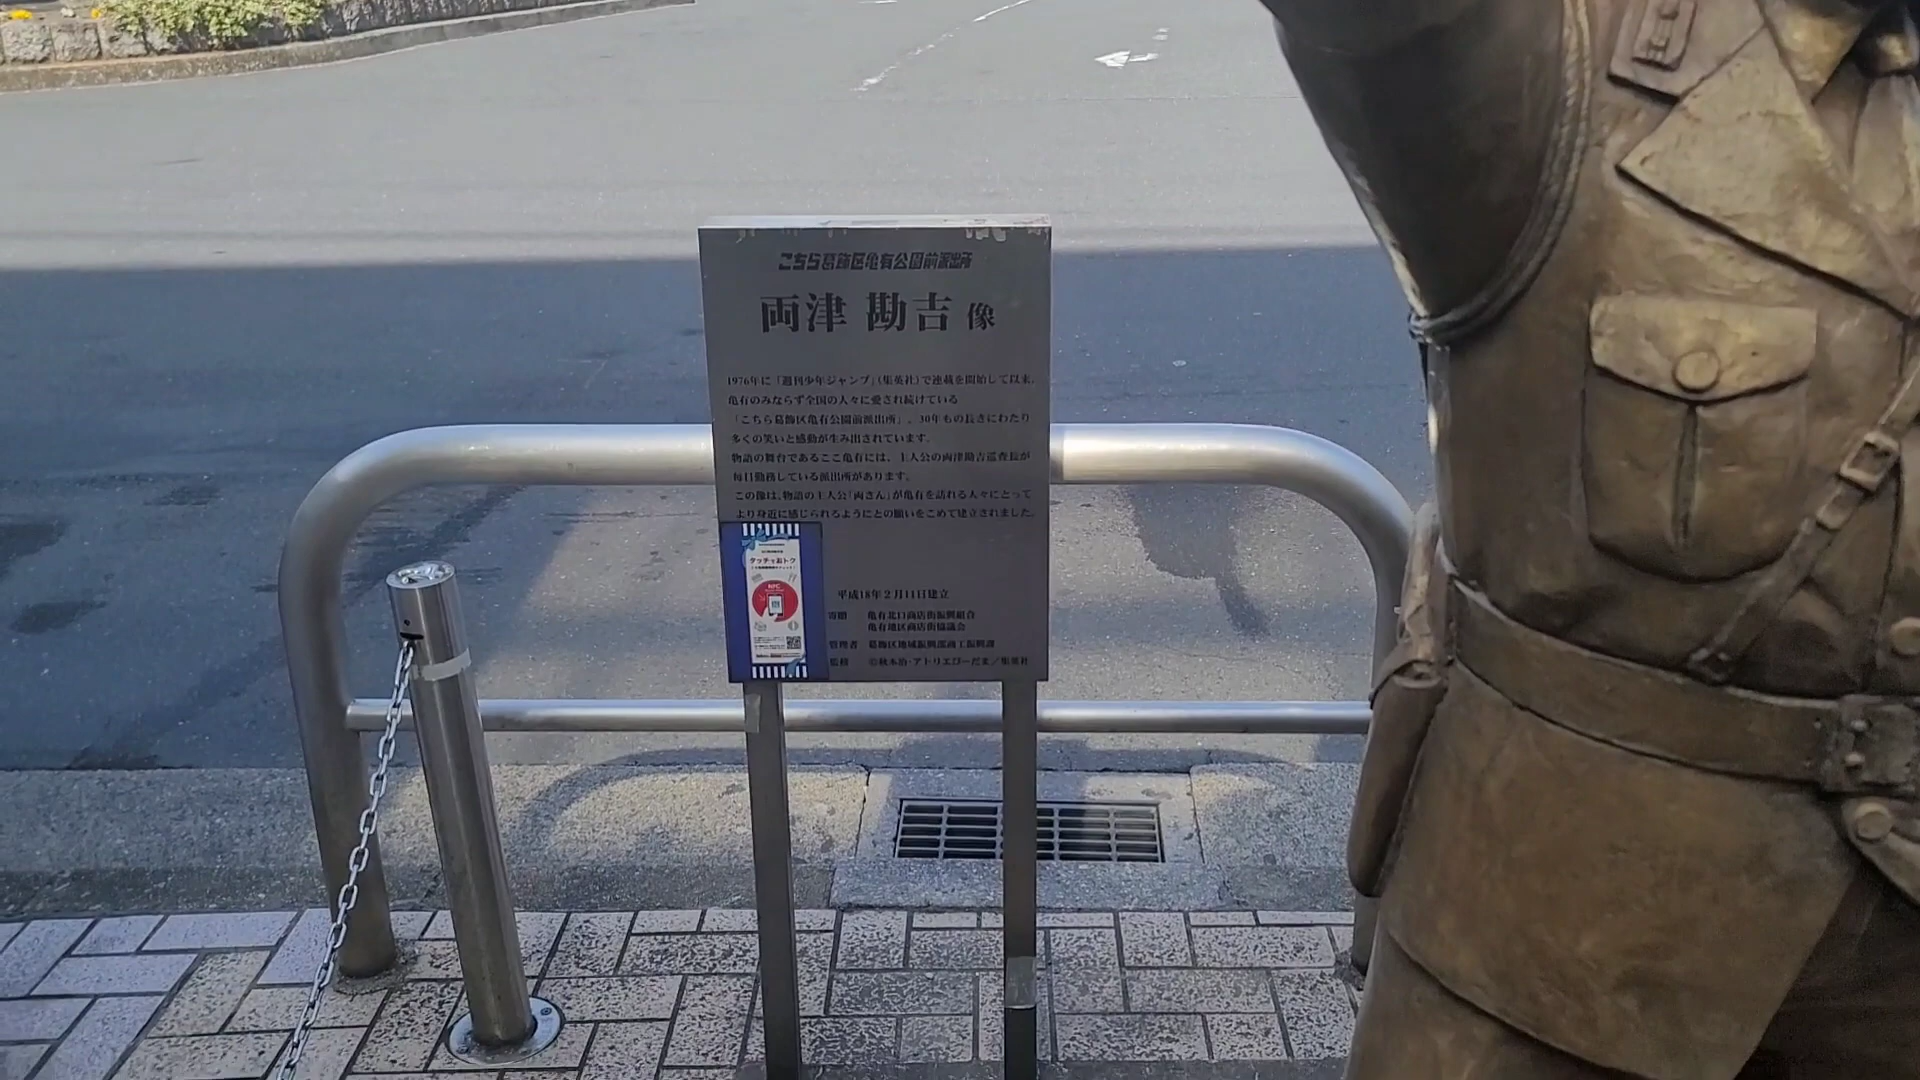 こちら葛飾区亀有公園前派出所
両津 勘吉 像
1976年に「週刊少年ジャンプ」(集英社)で連載を開始して以来、
亀有のみならず全国の人々に愛され続けている
「こちら葛飾区亀有公園前派出所」。30年もの長きにわたり
多くの笑いと感動が生み出されています。
物語の舞台であるここ亀有には、主人公の両津勘吉巡査長が
毎日勤務している派出所があります。
この像は、物語の主人公「両さん」が亀有を訪れる人々にとって
より身近に感じられるようにとの願いをこめて建立されました。
タッチでおトク
NFC
平成18年2月11日建立
寄贈 亀有北口商店街振興組合
亀有地区商店街協議会
管理者 葛飾区地域振興部商工振興課
監修 ©秋本治・アトリエびーだま/集英社